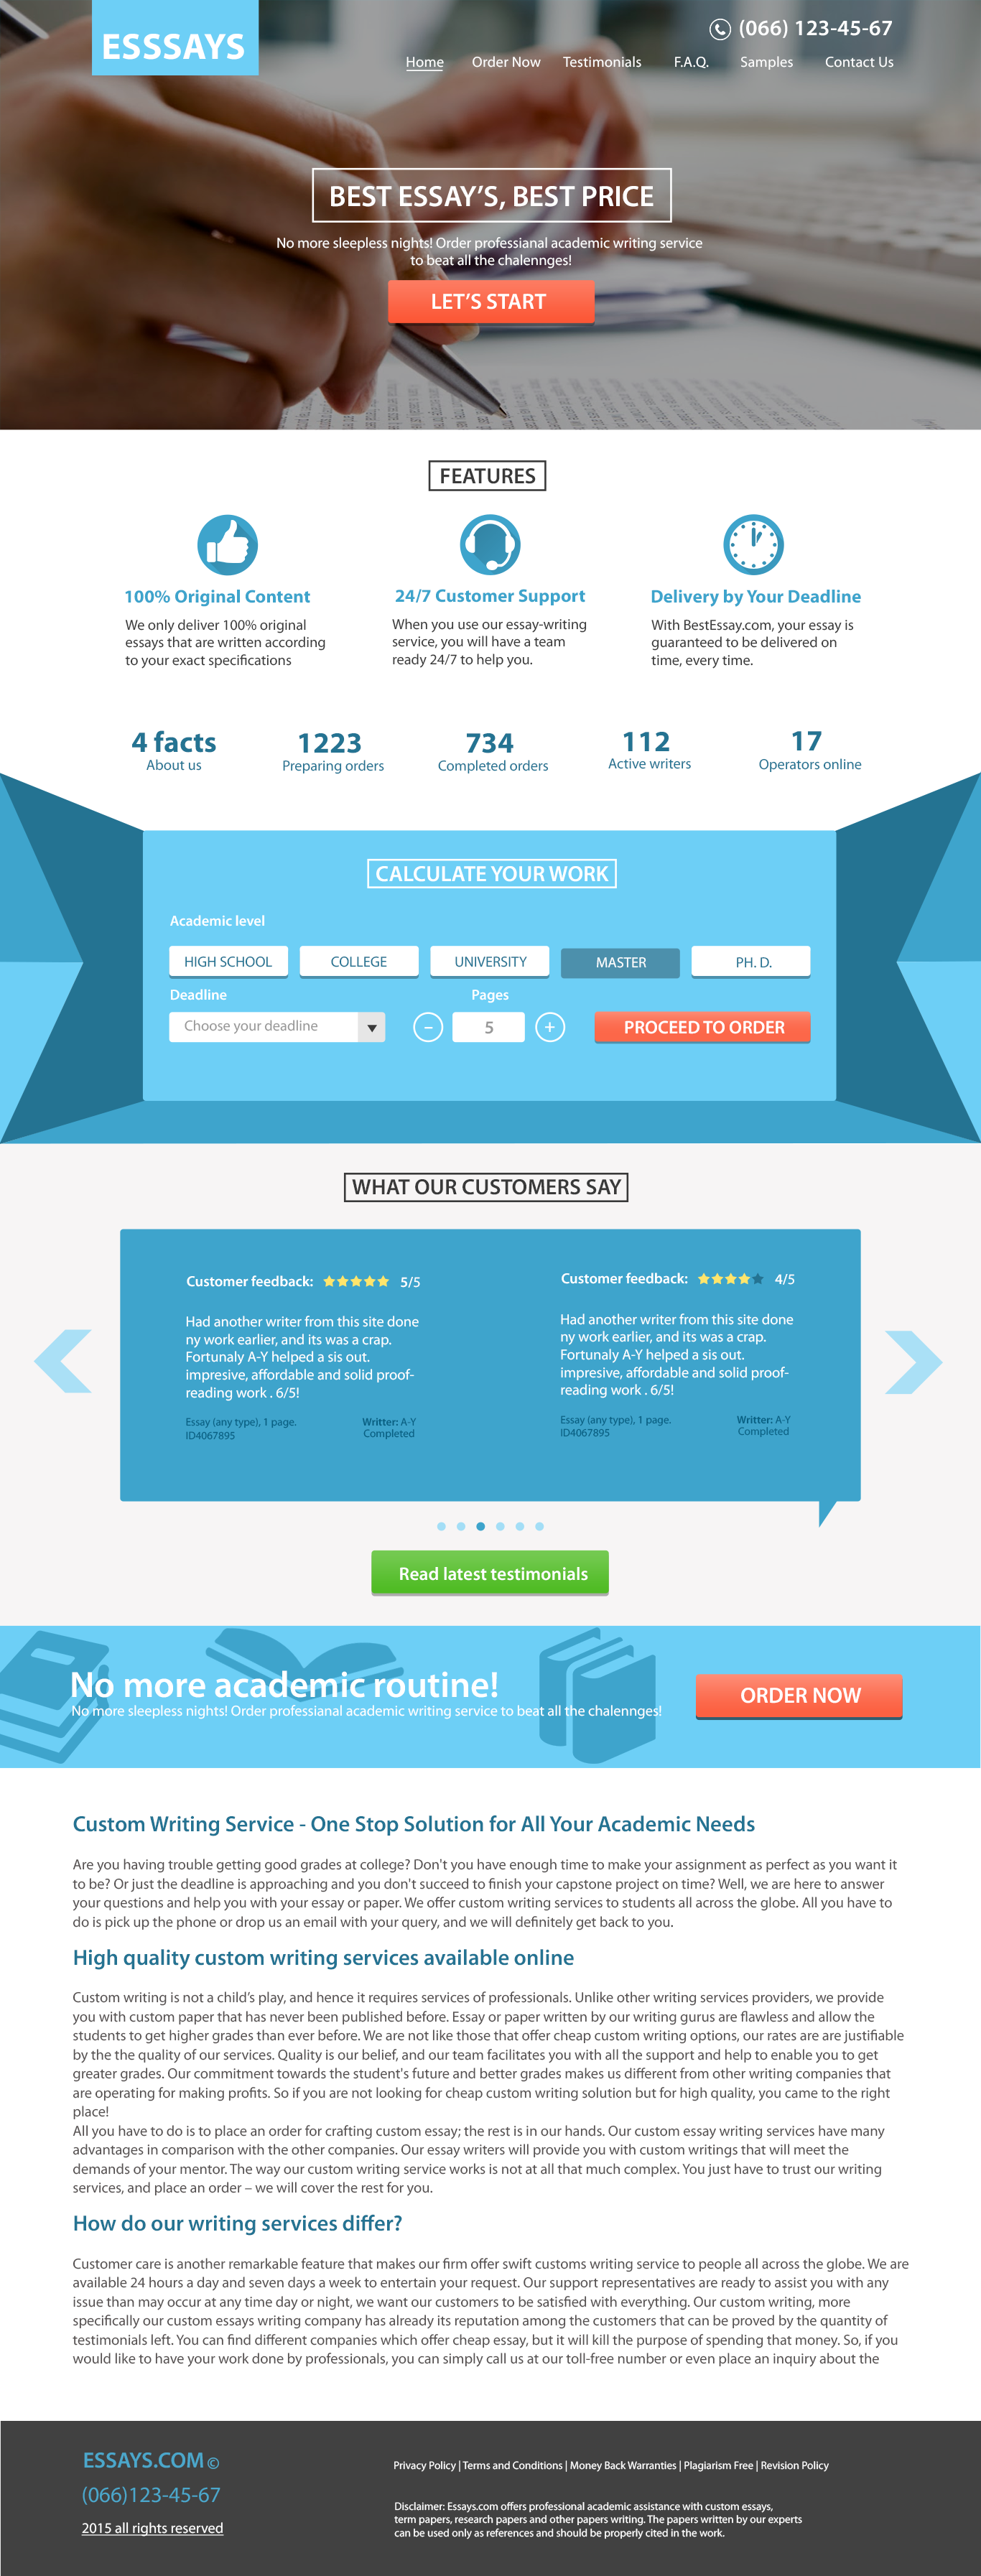 ESSSAYS
(066) 123-45-67
Home Order Now Testimonials F.A.Q. Samples Contact Us
BEST ESSAY'S, BEST PRICE
No more sleepless nights! Order professianal academic writing service
to beat all the chalennges!
LET'S START
FEATURES
100% Original Content
We only deliver 100% original
essays that are written according
to your exact specifications
24/7 Customer Support
When you use our essay-writing
service, you will have a team
ready 24/7 to help you.
Delivery by Your Deadline
With BestEssay.com, your essay is
guaranteed to be delivered on
time, every time.
4 facts
About us
1223
Preparing orders
734
Completed orders
112
Active writers
17
Operators online
CALCULATE YOUR WORK
Academic level
HIGH SCHOOL COLLEGE UNIVERSITY MASTER PH. D.
Deadline Pages
Choose your deadline – 5 + PROCEED TO ORDER
WHAT OUR CUSTOMERS SAY
Customer feedback: 5/5
Had another writer from this site done
ny work earlier, and its was a crap.
Fortunaly A-Y helped a sis out.
impresive, affordable and solid proof-
reading work . 6/5!
Essay (any type), 1 page.
ID4067895
Writter: A-Y
Completed
Customer feedback: 4/5
Had another writer from this site done
ny work earlier, and its was a crap.
Fortunaly A-Y helped a sis out.
impresive, affordable and solid proof-
reading work . 6/5!
Essay (any type), 1 page.
ID4067895
Writter: A-Y
Completed
Read latest testimonials
No more academic routine!
No more sleepless nights! Order professianal academic writing service to beat all the chalennges!
ORDER NOW
Custom Writing Service - One Stop Solution for All Your Academic Needs
Are you having trouble getting good grades at college? Don't you have enough time to make your assignment as perfect as you want it
to be? Or just the deadline is approaching and you don't succeed to finish your capstone project on time? Well, we are here to answer
your questions and help you with your essay or paper. We offer custom writing services to students all across the globe. All you have to
do is pick up the phone or drop us an email with your query, and we will definitely get back to you.
High quality custom writing services available online
Custom writing is not a child's play, and hence it requires services of professionals. Unlike other writing services providers, we provide
you with custom paper that has never been published before. Essay or paper written by our writing gurus are flawless and allow the
students to get higher grades than ever before. We are not like those that offer cheap custom writing options, our rates are are justifiable
by the the quality of our services. Quality is our belief, and our team facilitates you with all the support and help to enable you to get
greater grades. Our commitment towards the student's future and better grades makes us different from other writing companies that
are operating for making profits. So if you are not looking for cheap custom writing solution but for high quality, you came to the right
place!
All you have to do is to place an order for crafting custom essay; the rest is in our hands. Our custom essay writing services have many
advantages in comparison with the other companies. Our essay writers will provide you with custom writings that will meet the
demands of your mentor. The way our custom writing service works is not at all that much complex. You just have to trust our writing
services, and place an order – we will cover the rest for you.
How do our writing services differ?
Customer care is another remarkable feature that makes our firm offer swift customs writing service to people all across the globe. We are
available 24 hours a day and seven days a week to entertain your request. Our support representatives are ready to assist you with any
issue than may occur at any time day or night, we want our customers to be satisfied with everything. Our custom writing, more
specifically our custom essays writing company has already its reputation among the customers that can be proved by the quantity of
testimonials left. You can find different companies which offer cheap essay, but it will kill the purpose of spending that money. So, if you
would like to have your work done by professionals, you can simply call us at our toll-free number or even place an inquiry about the
ESSAYS.COM ©
(066)123-45-67
2015 all rights reserved
Privacy Policy | Terms and Conditions | Money Back Warranties | Plagiarism Free | Revision Policy
Disclaimer: Essays.com offers professional academic assistance with custom essays,
term papers, research papers and other papers writing. The papers written by our experts
can be used only as references and should be properly cited in the work.